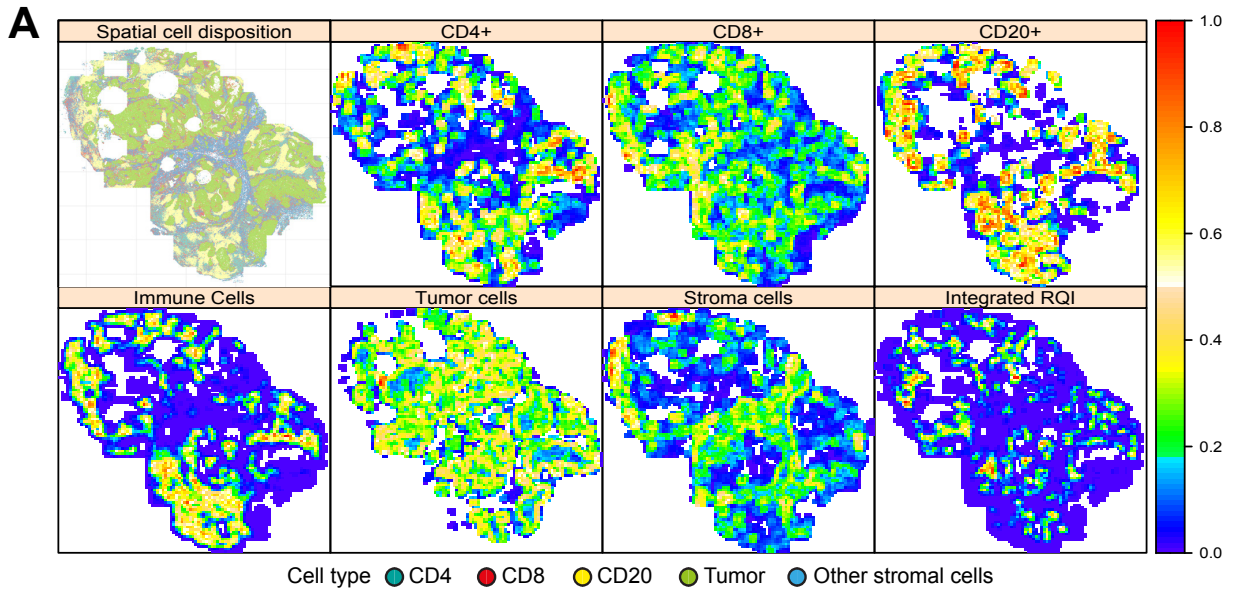 A
Spatial cell disposition
CD4+
CD8+
CD20+
1.0
0.8
0.6
Immune Cells
Tumor cells
Stroma cells
Integrated RQI
0.4
0.2
0.0
Cell type CD4 CD8 CD20 Tumor Other stromal cells